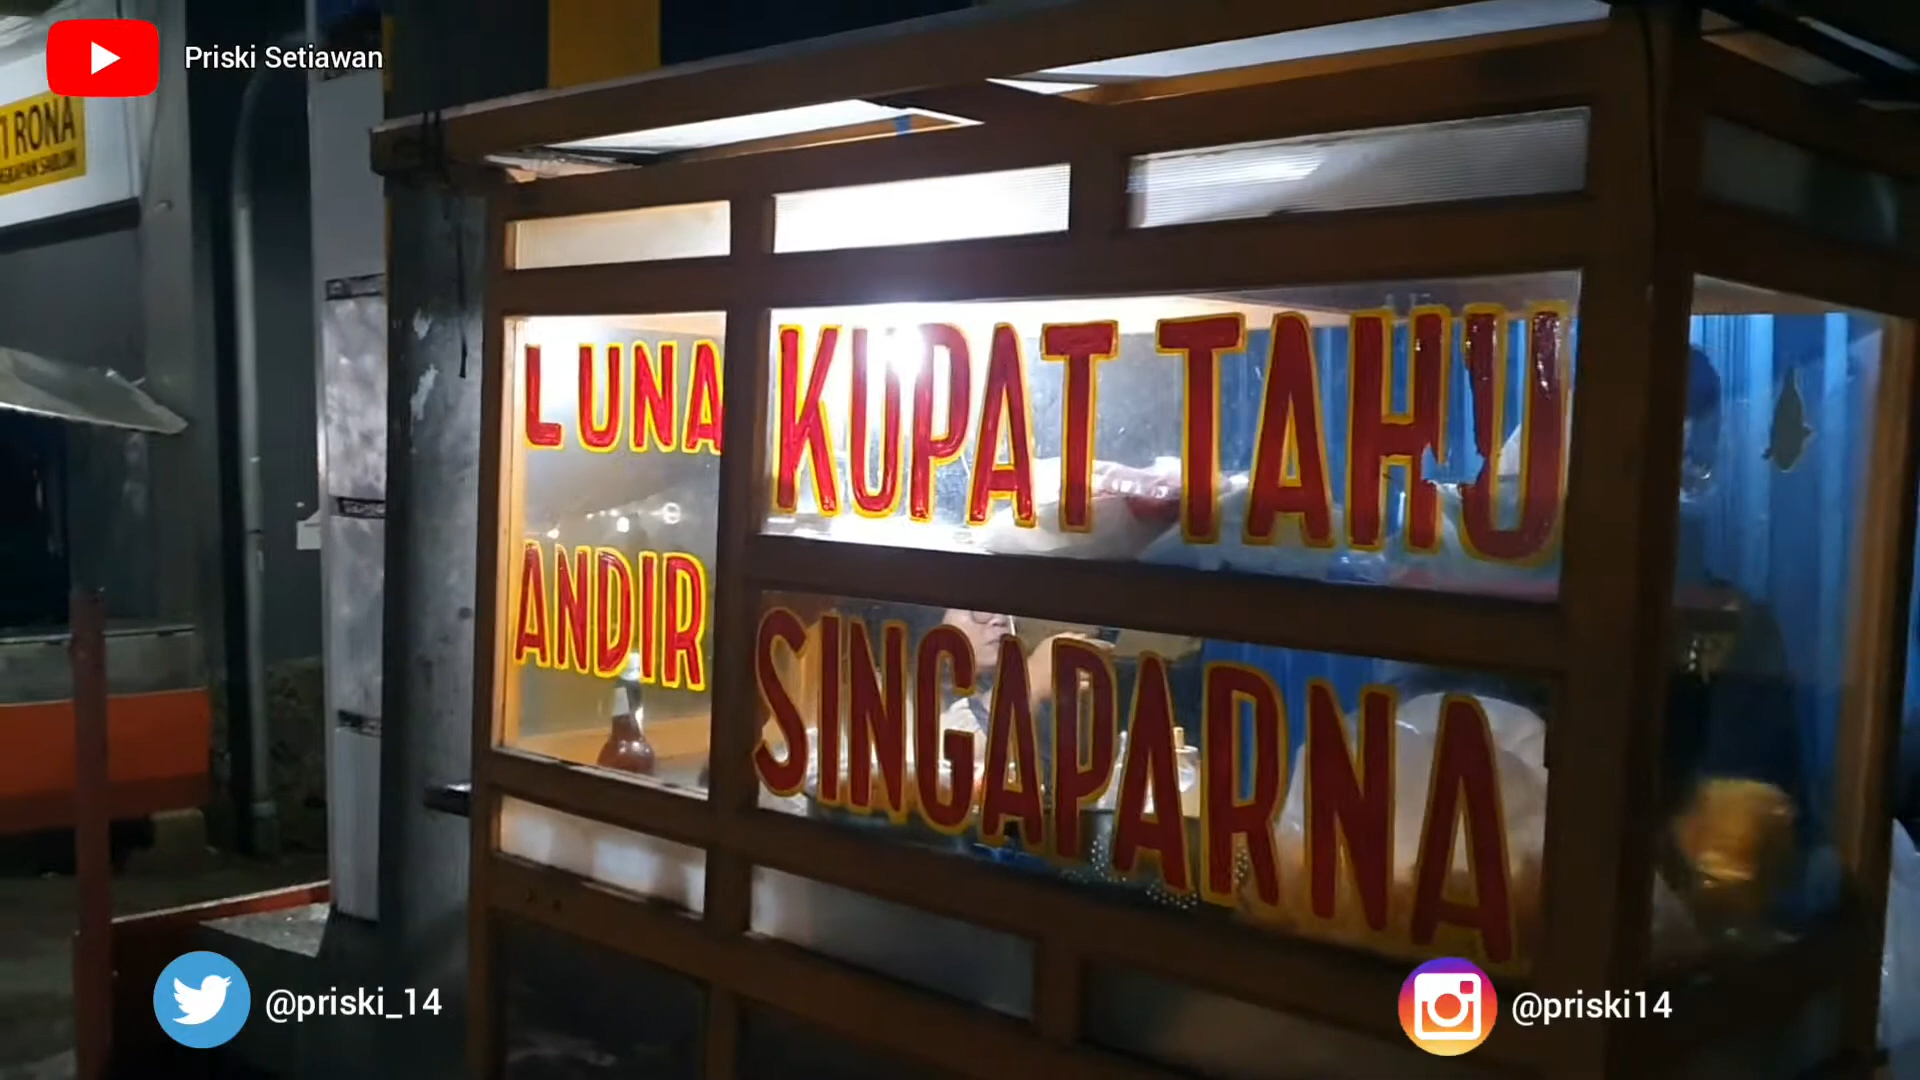 Priski Setiawan
RONA
LUNA
ANDIR
KUPAT TAHU
SINGAPARNA
@priski_14
@priski14